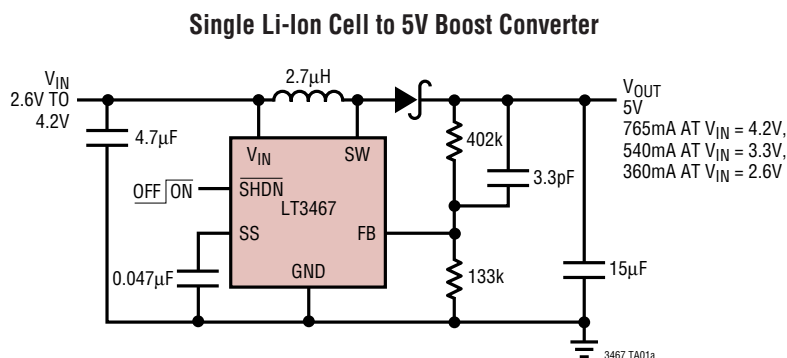 Single Li-Ion Cell to 5V Boost Converter
VIN
2.6V TO
4.2V
4.7µF
2.7µH
VOUT
5V
765mA AT VIN = 4.2V,
540mA AT VIN = 3.3V,
360mA AT VIN = 2.6V
402k
3.3pF
VIN
SW
OFF ON
SHDN
LT3467
SS
FB
GND
0.047µF
133k
15µF
3467 TA01a